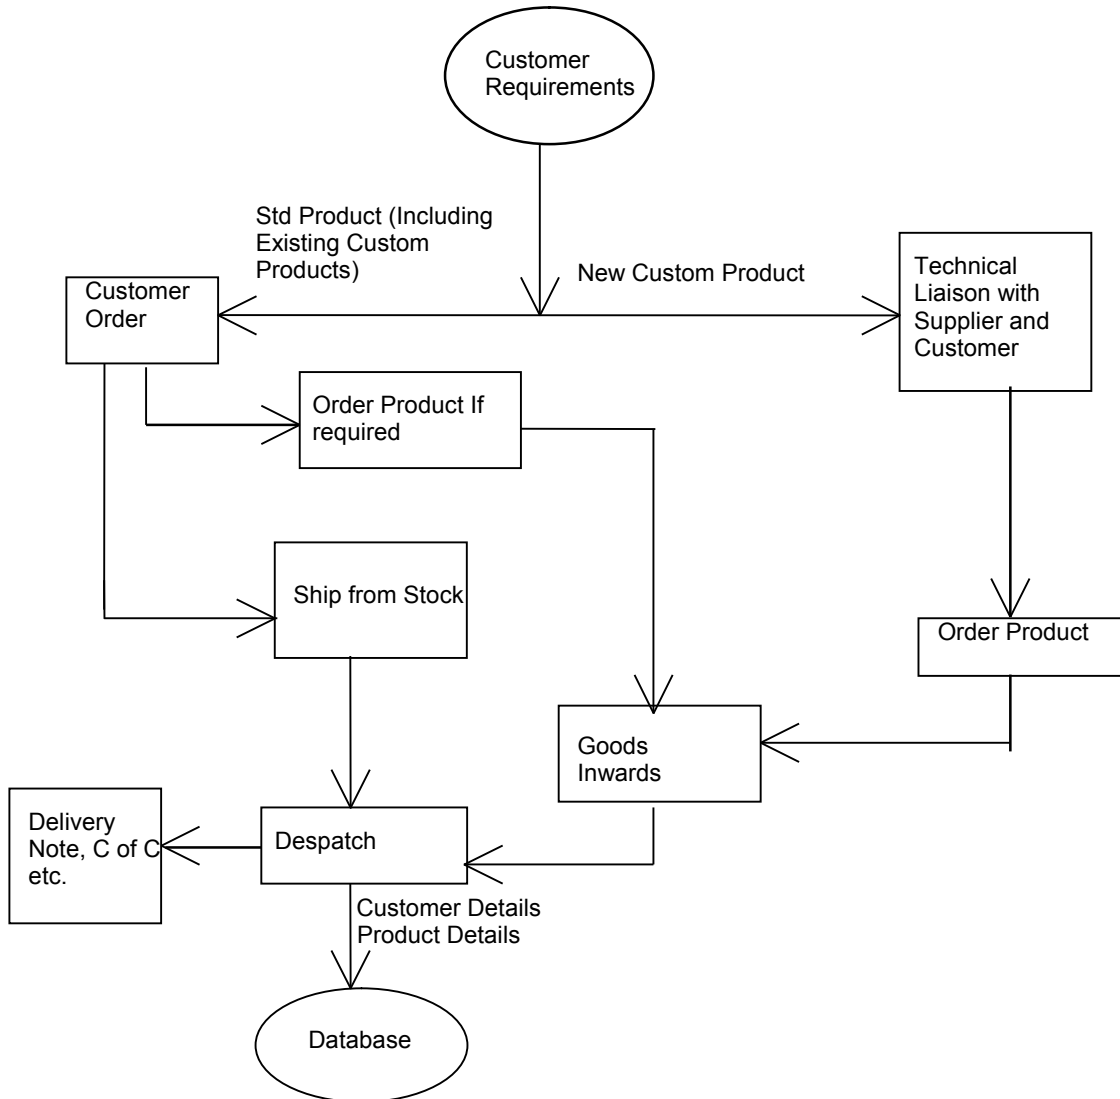 Customer
Requirements
Std Product (Including
Existing Custom
Products)
New Custom Product
Technical
Liaison with
Supplier and
Customer
Customer
Order
Order Product If
required
Ship from Stock
Order Product
Goods
Inwards
Delivery
Note, C of C
etc.
Despatch
Customer Details
Product Details
Database